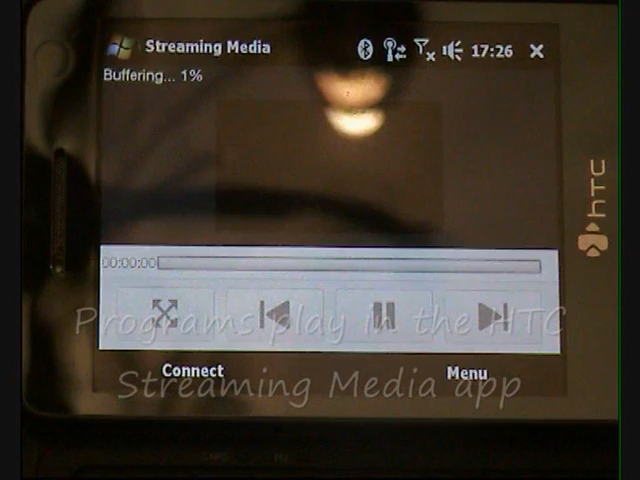 Streaming Media 17:26
Buffering... 1%
hTC
00:00:00
Programs play in the HTC
Connect Menu
Streaming Media app